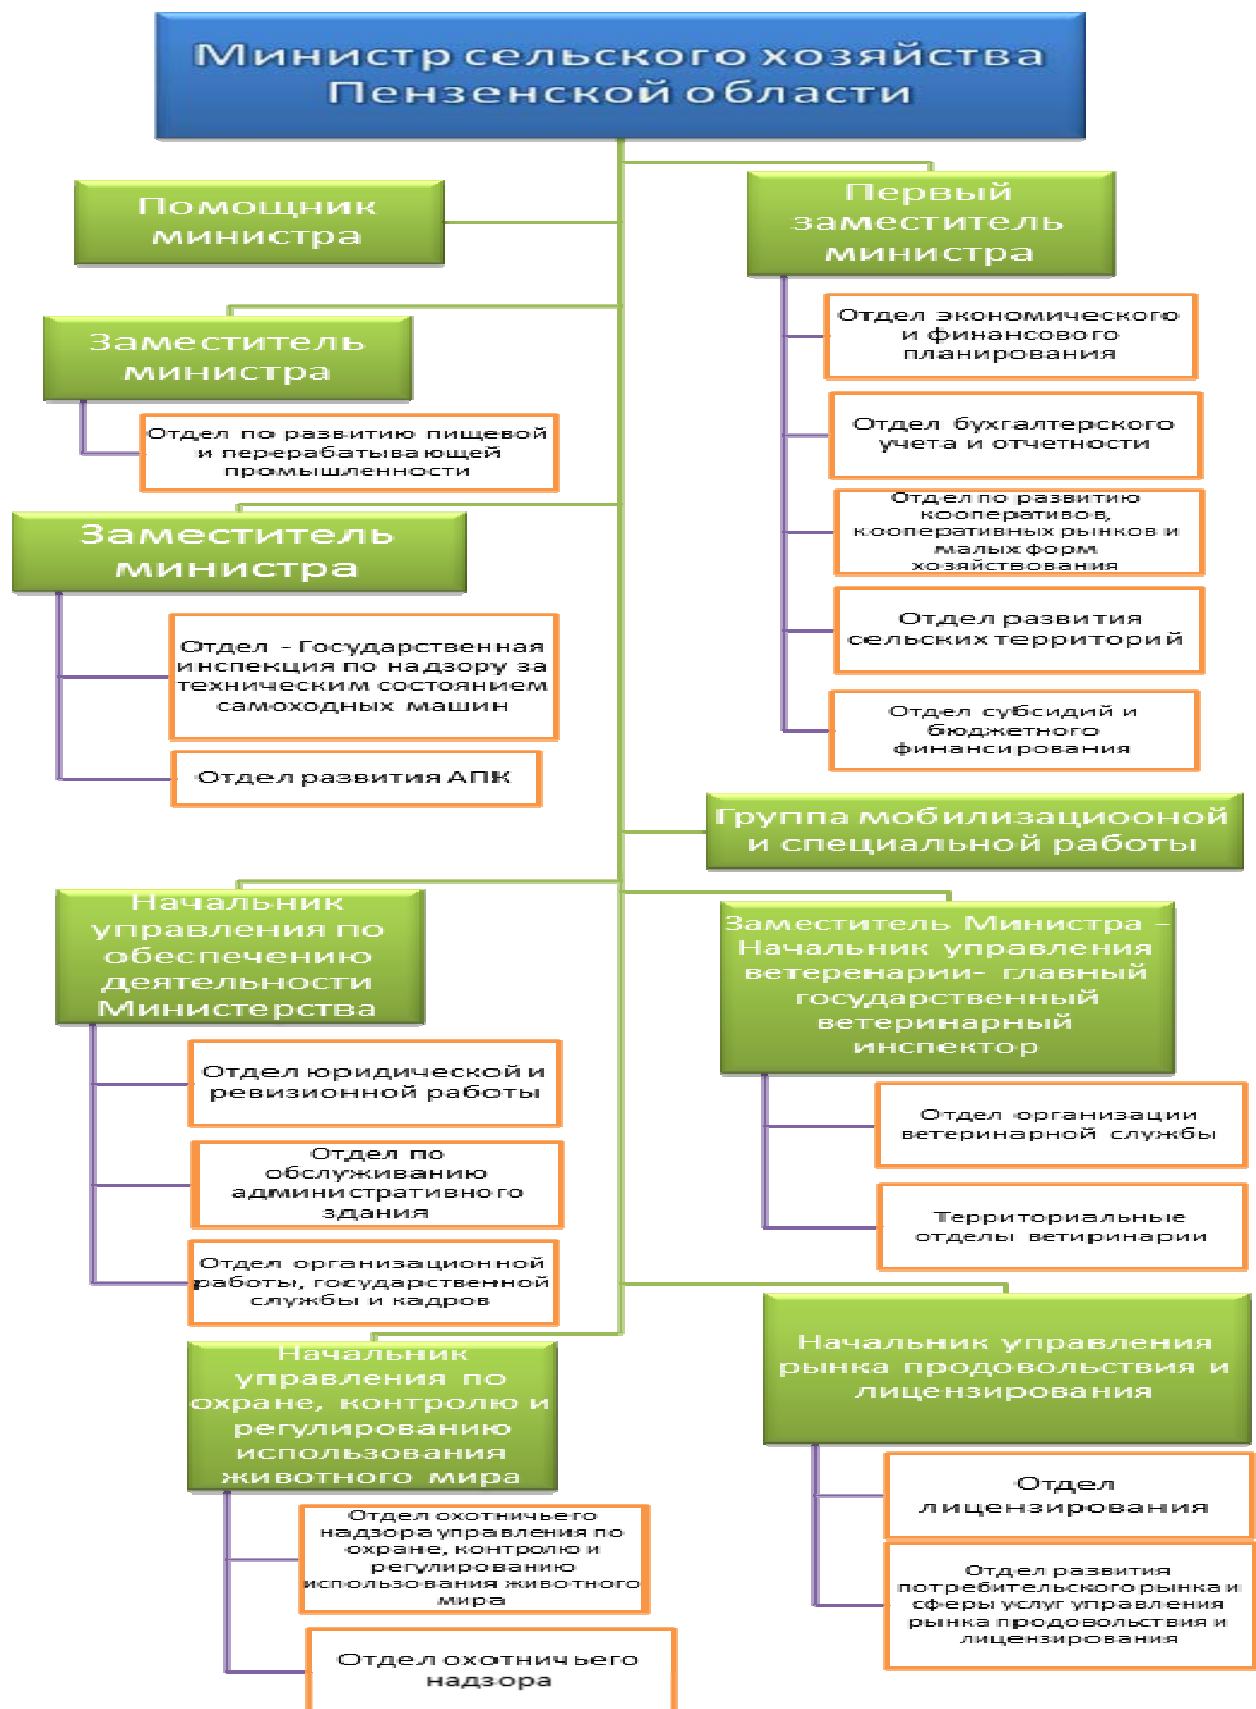 Министр сельского хозяйства
Пензенской области
Помощник
министра
Первый
заместитель
министра
Отдел экономического
и финансового
планирования
Отдел бухгалтерского
учета и отчетности
Отдел по развитию
кооперативов,
кооперативных рынков и
малых форм
хозяйствования
Отдел развития
сельских территорий
Отдел субсидий и
бюджетного
финансирования
Заместитель
министра
Отдел по развитию пищевой
и перерабатывающей
промышленности
Заместитель
министра
Отдел - Государственная
инспекция по надзору за
техническим состоянием
самоходных машин
Отдел развития АПК
Группа мобилизациооной
и специальной работы
Начальник
управления по
обеспечению
деятельности
Министерства
Отдел юридической и
ревизионной работы
Отдел по
обслуживанию
административного
здания
Отдел организационной
работы, государственной
службы и кадров
Заместитель Министра –
Начальник управления
ветеренарии- главный
государственный
ветеринарный
инспектор
Отдел организации
ветеринарной службы
Территориальные
отделы ветиринарии
Начальник
управления по
охране, контролю и
регулированию
использования
животного мира
Отдел охотничьего
надзора управления по
охране, контролю и
регулированию
использования животного
мира
Отдел охотничьего
надзора
Начальник управления
рынка продовольствия и
лицензирования
Отдел
лицензирования
Отдел развития
потребительского рынка и
сферы услуг управления
рынка продовольствия и
лицензирования